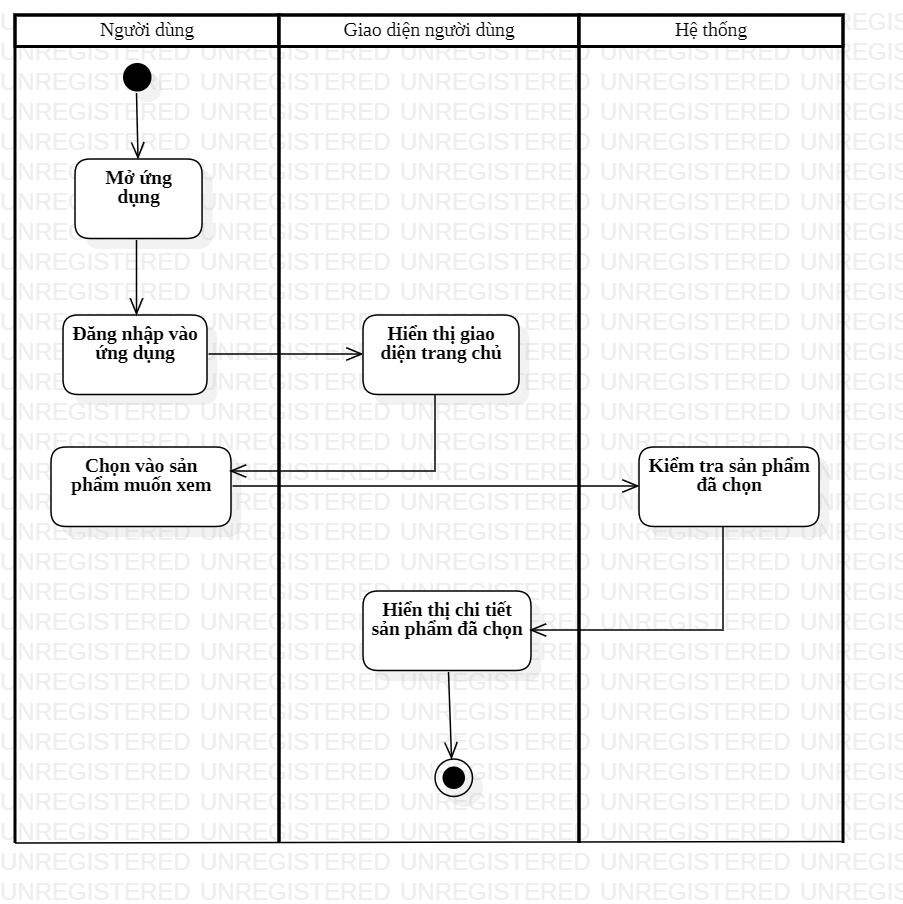 Người dùng
Giao diện người dùng
Hệ thống
Mở ứng
dụng
Đăng nhập vào
ứng dụng
Hiển thị giao
diện trang chủ
Chọn vào sản
phẩm muốn xem
Kiểm tra sản phẩm
đã chọn
Hiển thị chi tiết
sản phẩm đã chọn
UNREGISTERED